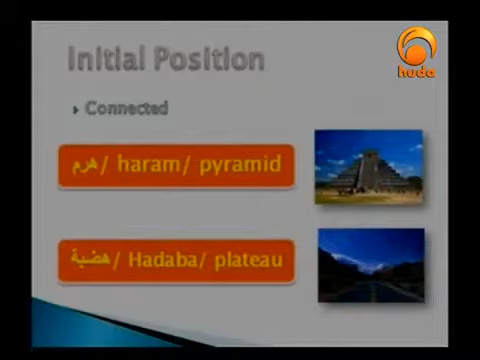 Initial Position
huda
Connected
هرم/ haram/ pyramid
هضبة/ Hadaba/ plateau